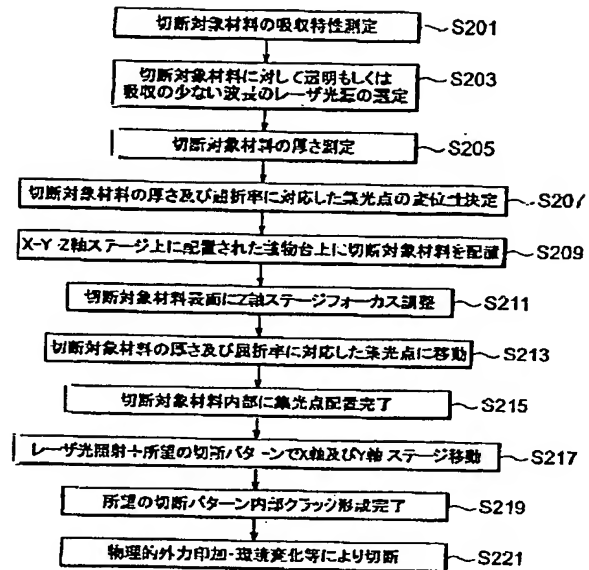 切断対象材料の吸収特性測定
S201
切断対象材料に対して透明もしくは
吸収の少ない波長のレーザ光源の選定
S203
切断対象材料の厚さ測定
S205
切断対象材料の厚さ及び屈折率に対応した集光点の定位置決定
S207
X-Y-Z軸ステージ上に配置された載物台上に切断対象材料を配置
S209
切断対象材料表面にZ軸ステージフォーカス調整
S211
切断対象材料の厚さ及び屈折率に対応した集光点に移動
S213
切断対象材料内部に集光点配置完了
S215
レーザ光照射+所望の切断パターンでX軸及びY軸ステージ移動
S217
所望の切断パターン内部クラック形成完了
S219
物理的外力印加・環境変化等により切断
S221